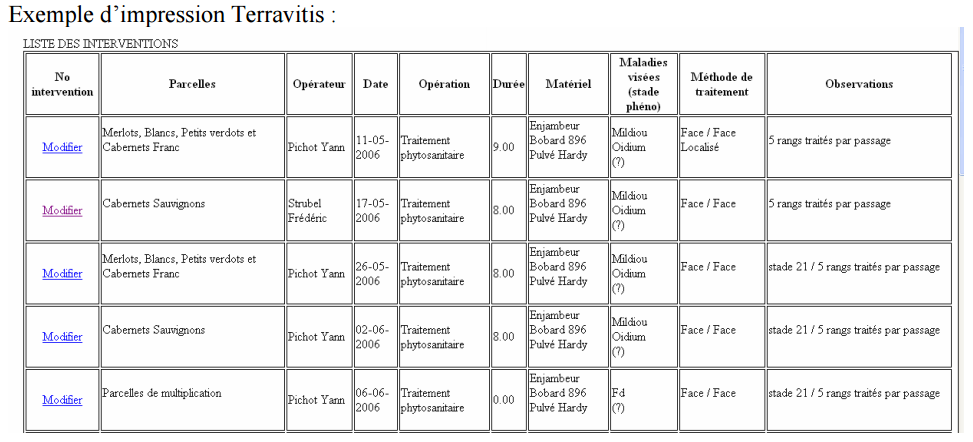 Exemple d’impression Terravitis :
LISTE DES INTERVENTIONS
No intervention | Parcelles | Opérateur | Date | Opération | Durée | Matériel | Maladies visées (stade phéno) | Méthode de traitement | Observations
Modifier | Merlots, Blancs, Petits verdots et Cabernets Franc | Pichot Yann | 11-05-2006 | Traitement phytosanitaire | 9.00 | Enjambeur Bobard 896 Pulvé Hardy | Mildiou Oidium (?) | Face / Face Localisé | 5 rangs traités par passage
Modifier | Cabernets Sauvignons | Strubel Frédéric | 17-05-2006 | Traitement phytosanitaire | 8.00 | Enjambeur Bobard 896 Pulvé Hardy | Mildiou Oidium (?) | Face / Face | 5 rangs traités par passage
Modifier | Merlots, Blancs, Petits verdots et Cabernets Franc | Pichot Yann | 26-05-2006 | Traitement phytosanitaire | 8.00 | Enjambeur Bobard 896 Pulvé Hardy | Mildiou Oidium (?) | Face / Face | stade 21 / 5 rangs traités par passage
Modifier | Cabernets Sauvignons | Pichot Yann | 02-06-2006 | Traitement phytosanitaire | 8.00 | Enjambeur Bobard 896 Pulvé Hardy | Mildiou Oidium (?) | Face / Face | stade 21 / 5 rangs traités par passage
Modifier | Parcelles de multiplication | Pichot Yann | 06-06-2006 | Traitement phytosanitaire | 0.00 | Enjambeur Bobard 896 Pulvé Hardy | Fd (?) | Face / Face | stade 21 / 5 rangs traités par passage